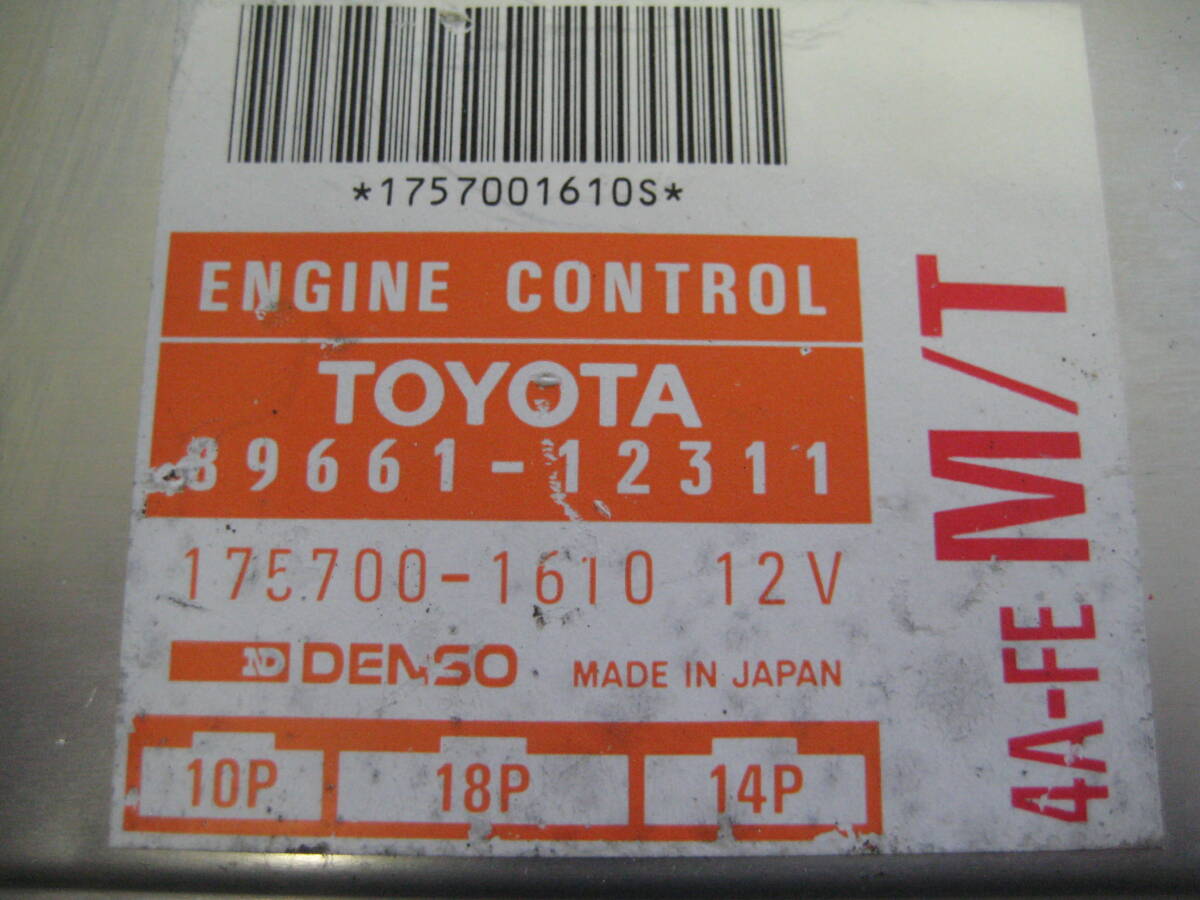 *1757001610S*
ENGINE CONTROL
TOYOTA
89661-12311
175700-1610 12V
ND DENSO MADE IN JAPAN
10P 18P 14P
4A-FE M/T